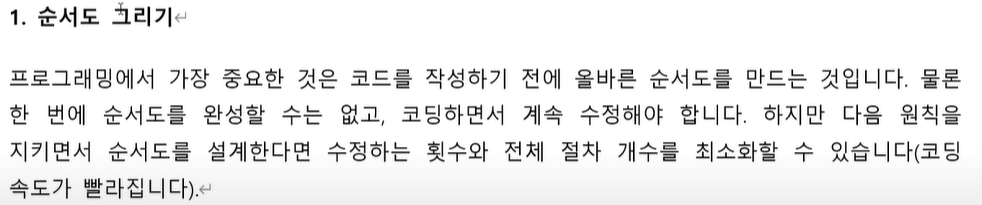 1. 순서도 그리기
프로그래밍에서 가장 중요한 것은 코드를 작성하기 전에 올바른 순서도를 만드는 것입니다. 물론
한 번에 순서도를 완성할 수는 없고, 코딩하면서 계속 수정해야 합니다. 하지만 다음 원칙을
지키면서 순서도를 설계한다면 수정하는 횟수와 전체 절차 개수를 최소화할 수 있습니다(코딩
속도가 빨라집니다).